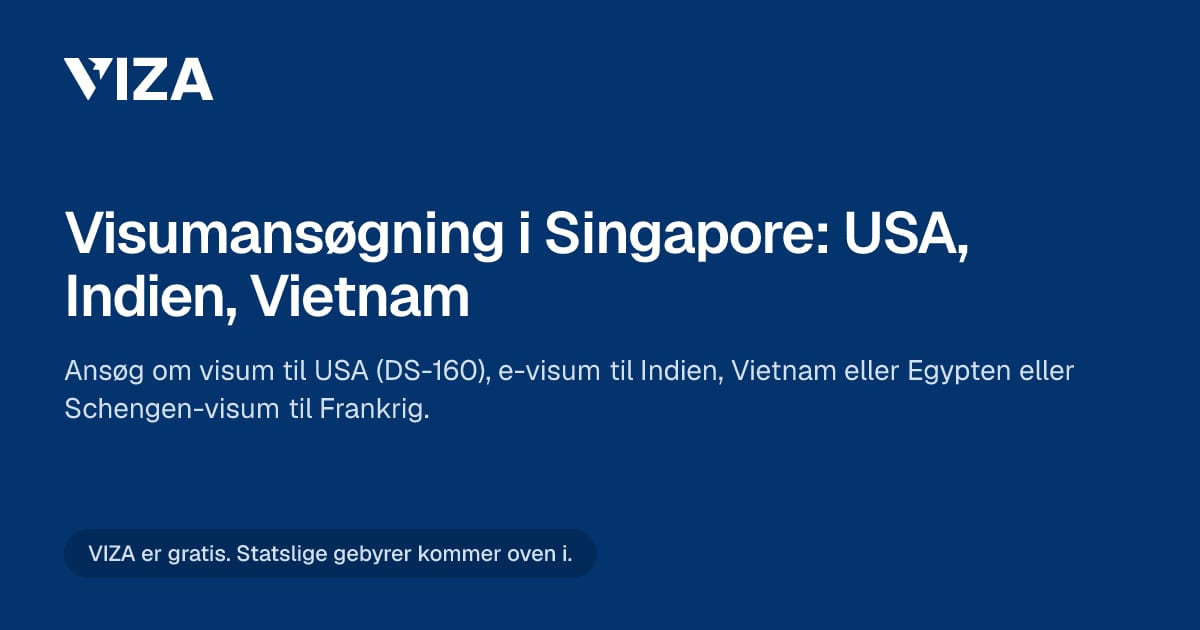 VIZA
Visumansøgning i Singapore: USA,
Indien, Vietnam
Ansøg om visum til USA (DS-160), e-visum til Indien, Vietnam eller Egypten eller
Schengen-visum til Frankrig.
VIZA er gratis. Statslige gebyrer kommer oven i.